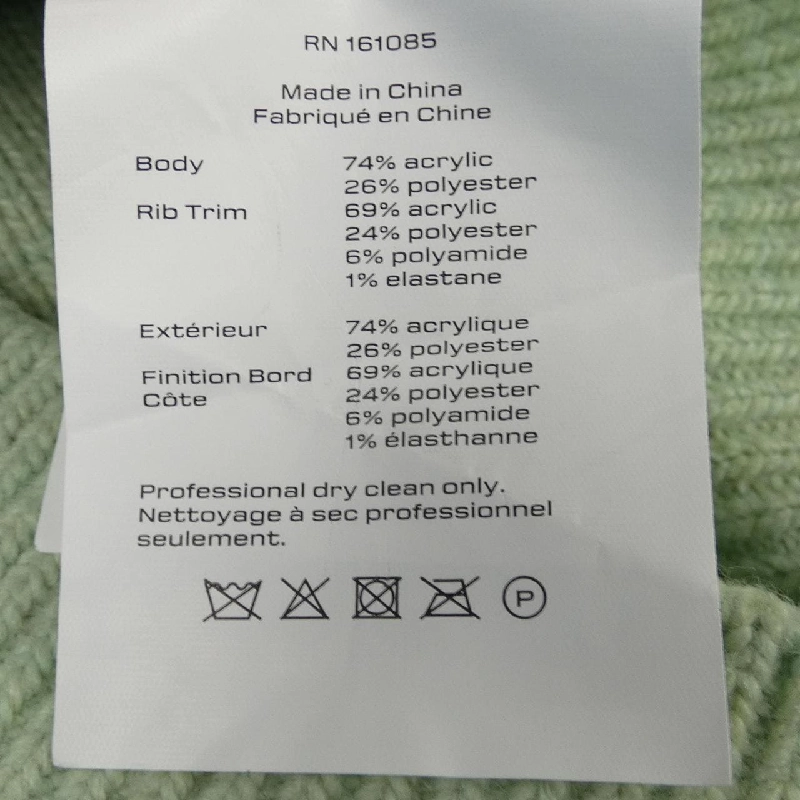 RN 161085
Made in China
Fabriqué en Chine
Body 74% acrylic
26% polyester
Rib Trim 69% acrylic
24% polyester
6% polyamide
1% elastane
Extérieur 74% acrylique
26% polyester
Finition Bord 69% acrylique
Côte 24% polyester
6% polyamide
1% élasthanne
Professional dry clean only.
Nettoyage à sec professionnel
seulement.
P